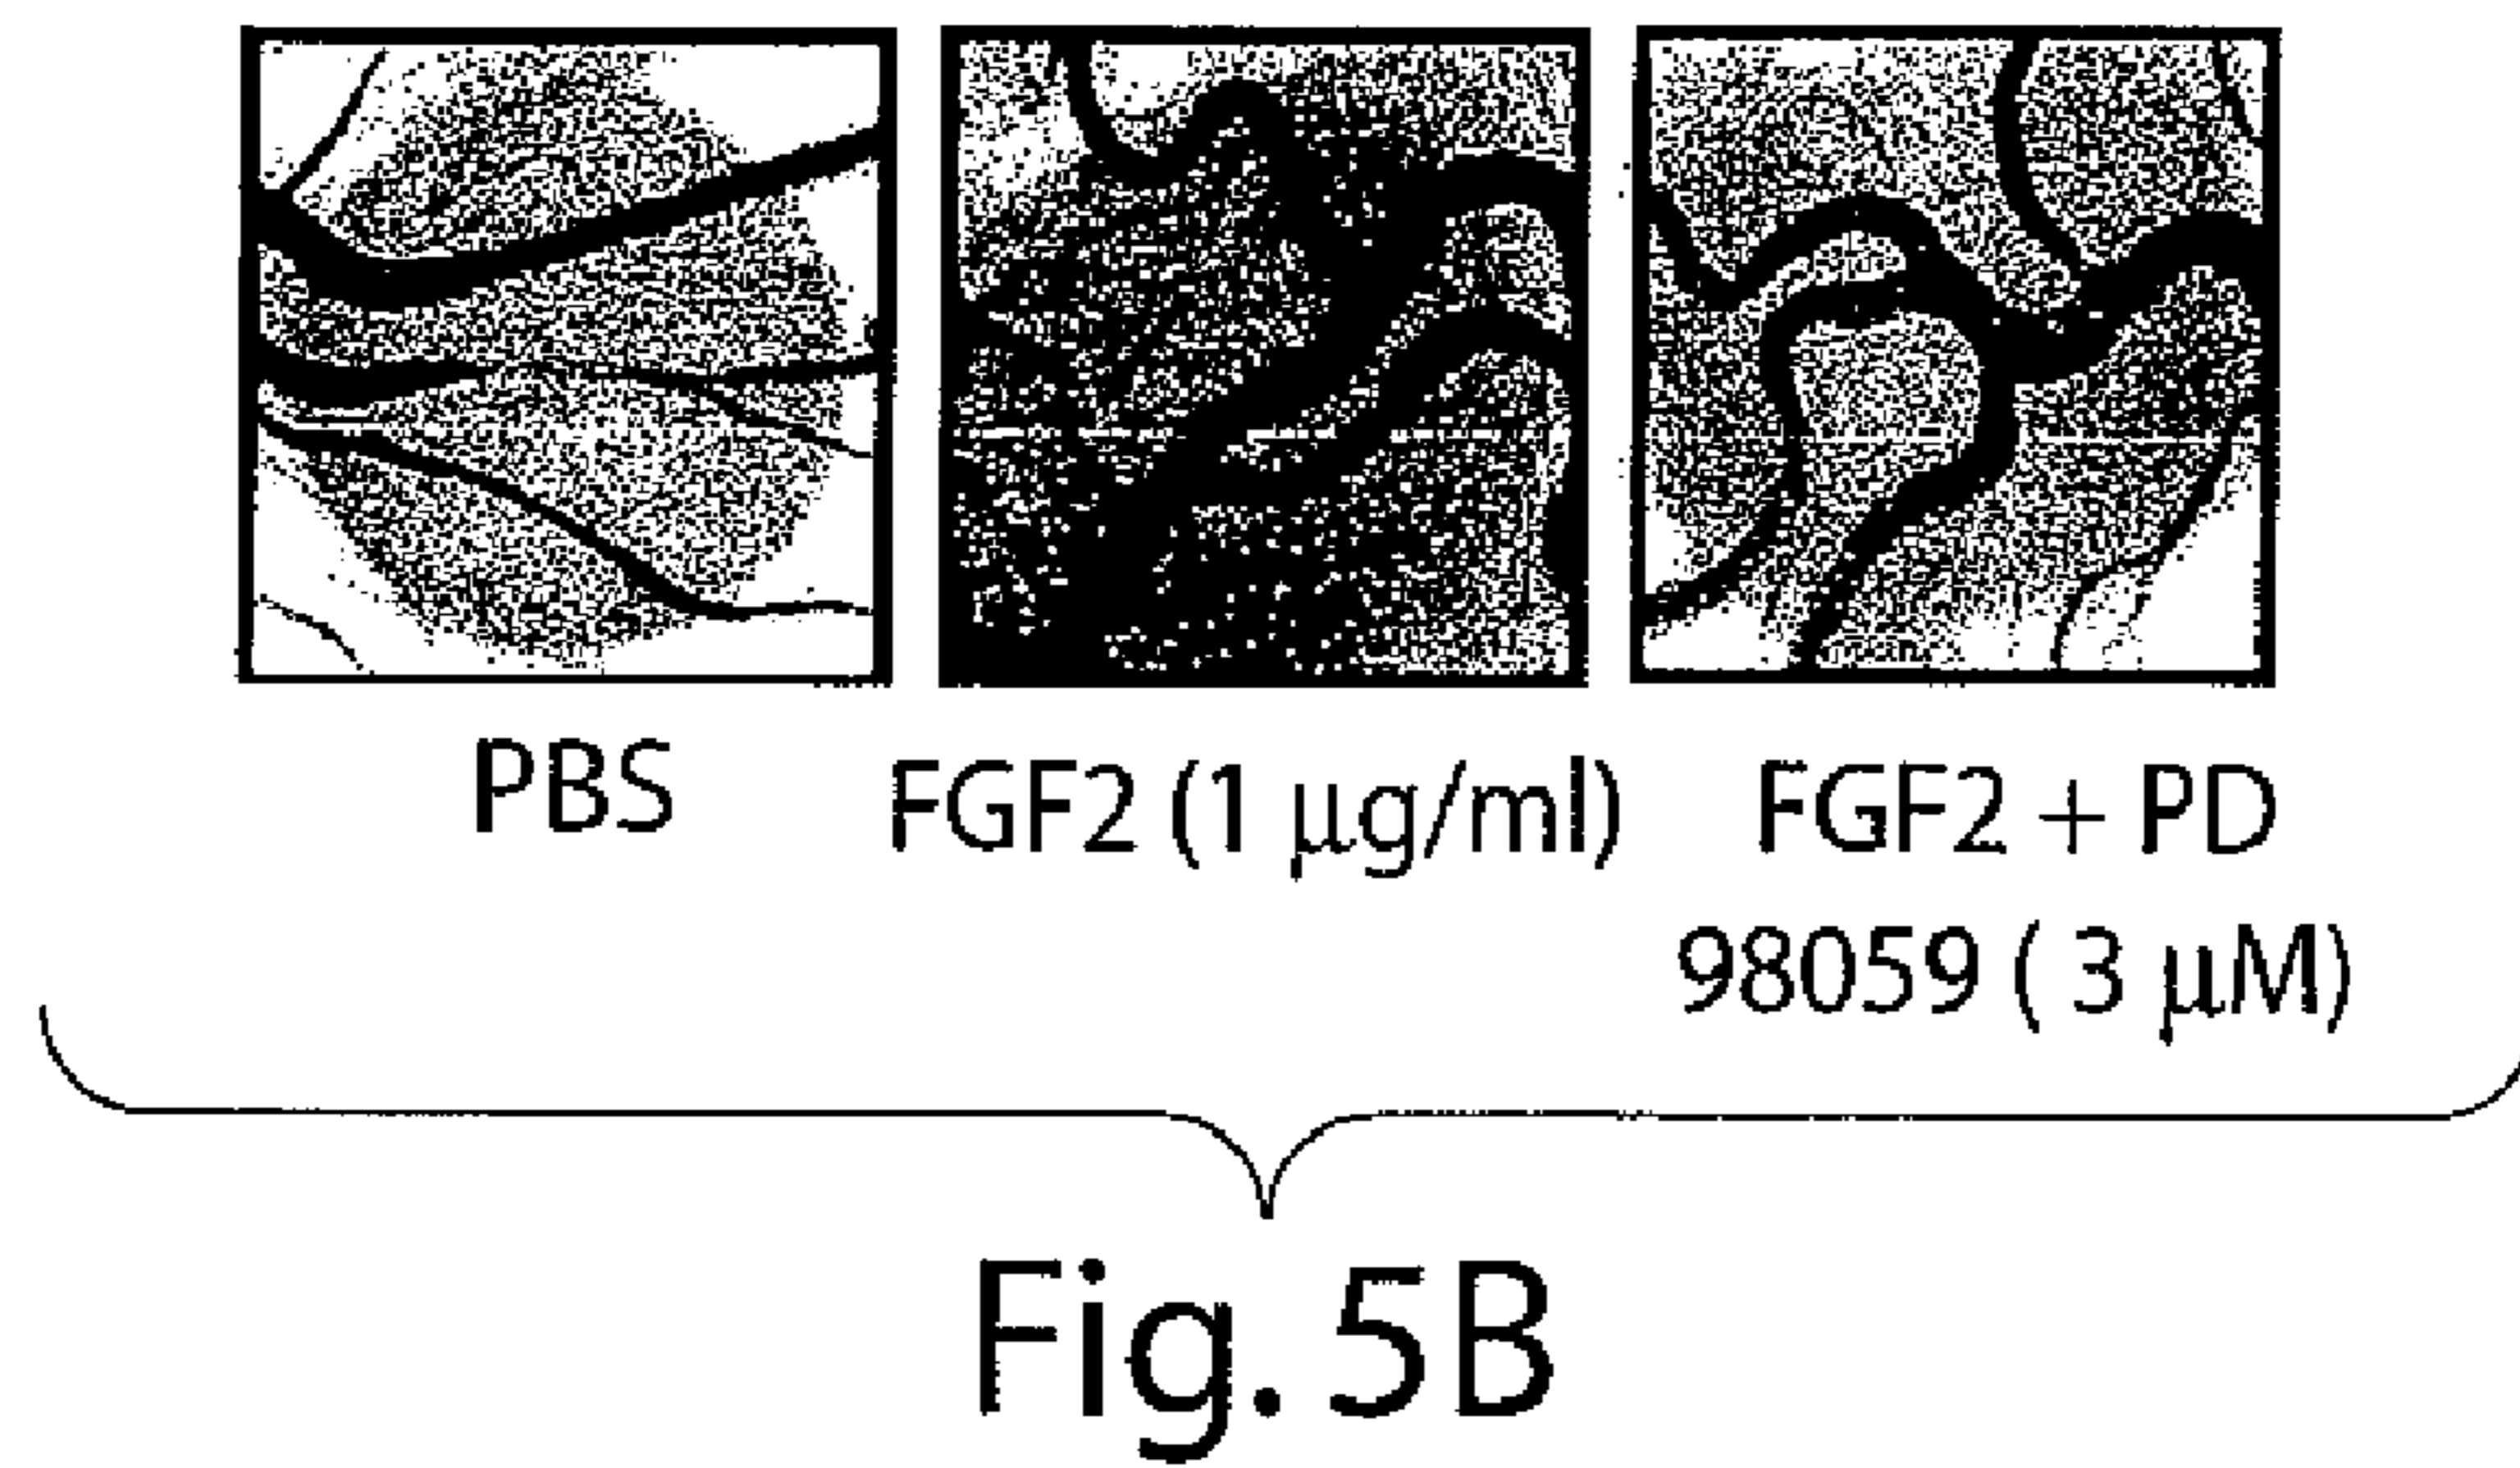 PBS
FGF2 (1 µg/ml)
FGF2 + PD
98059 ( 3 µM)
Fig. 5B